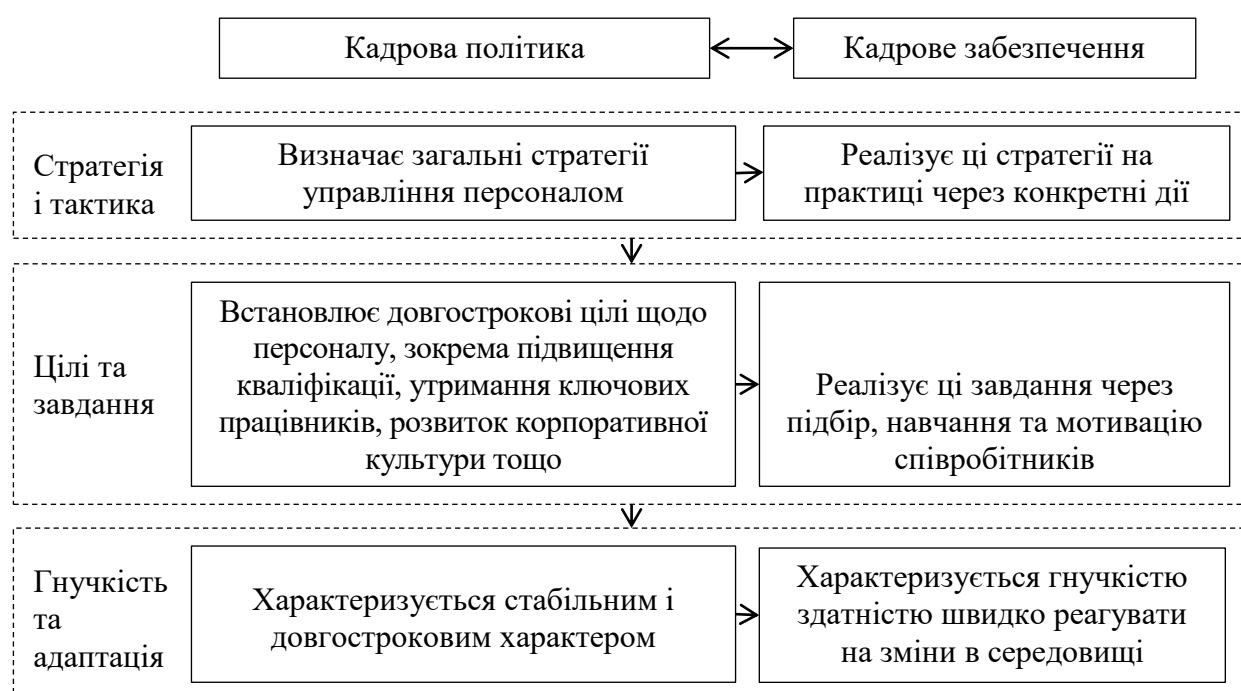 Кадрова політика
Кадрове забезпечення
Стратегія
і тактика
Визначає загальні стратегії
управління персоналом
Реалізує ці стратегії на
практиці через конкретні дії
Цілі та
завдання
Встановлює довгострокові цілі щодо
персоналу, зокрема підвищення
кваліфікації, утримання ключових
працівників, розвиток корпоративної
культури тощо
Реалізує ці завдання через
підбір, навчання та мотивацію
співробітників
Гнучкість
та
адаптація
Характеризується стабільним і
довгостроковим характером
Характеризується гнучкістю
здатністю швидко реагувати
на зміни в середовищі